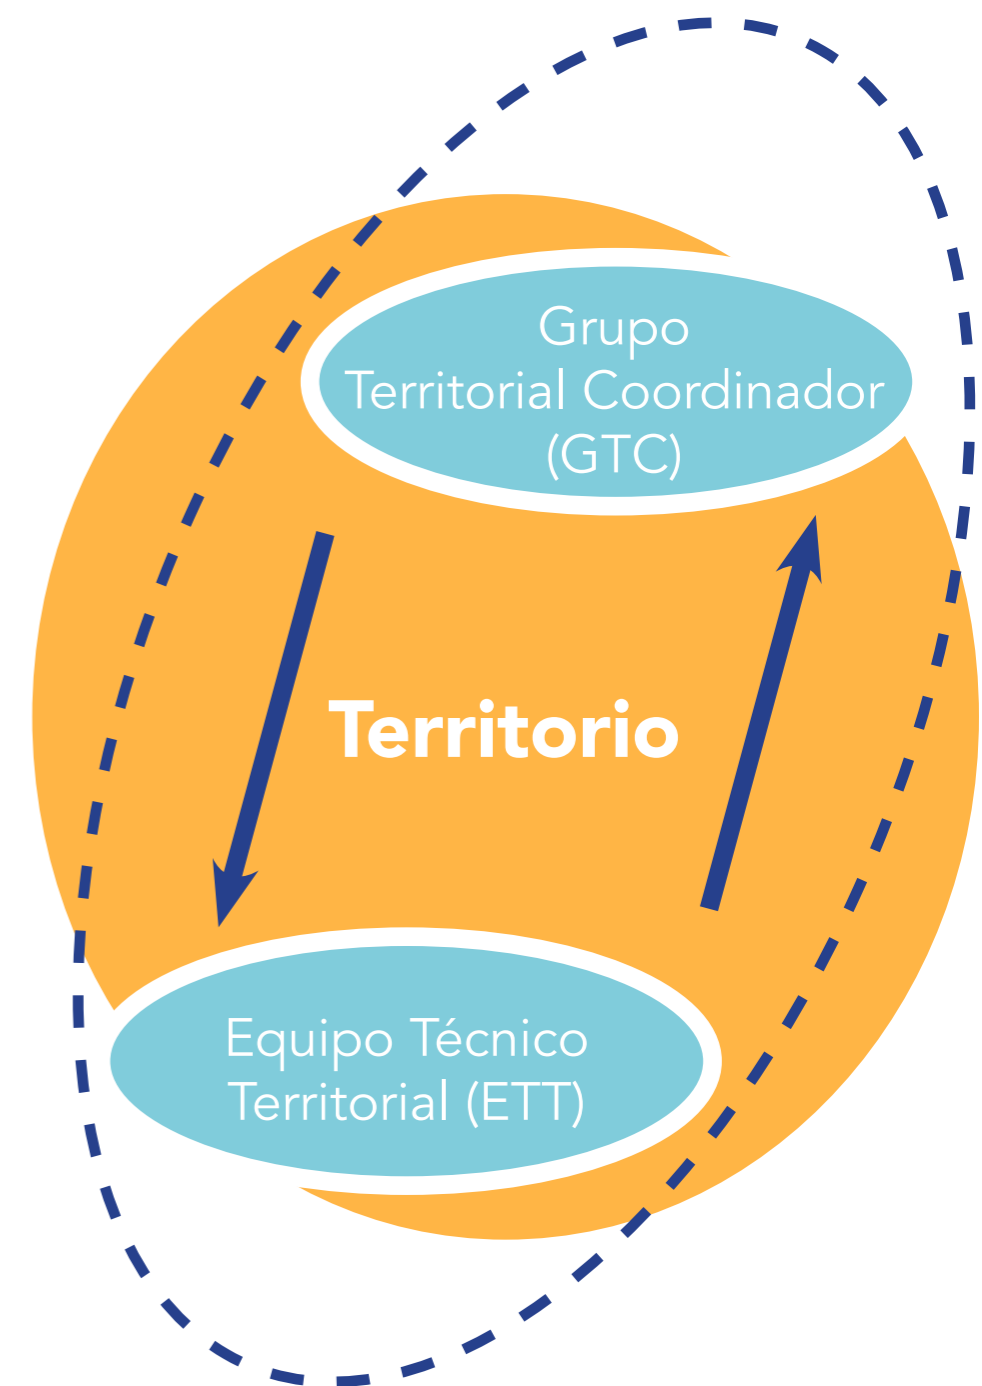 Grupo
Territorial Coordinador
(GTC)
Territorio
Equipo Técnico
Territorial (ETT)